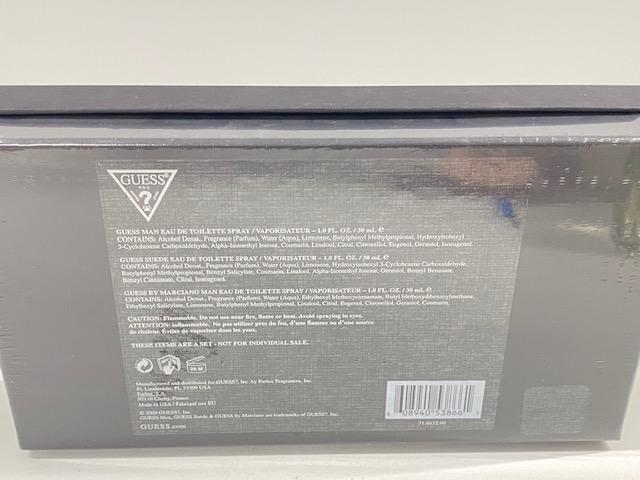 GUESS®
?
GUESS MAN EAU DE TOILETTE SPRAY / VAPORISATEUR – 1.0 FL. OZ. / 30 mL ℮
CONTAINS: Alcohol Denat., Fragrance (Parfum), Water (Aqua), Limonene, Butylphenyl Methylpropional, Hydroxyisohexyl
3-Cyclohexene Carboxaldehyde, Alpha-Isomethyl Ionone, Coumarin, Linalool, Citral, Citronellol, Eugenol, Geraniol, Isoeugenol.
GUESS SUEDE EAU DE TOILETTE SPRAY / VAPORISATEUR – 1.0 FL. OZ. / 30 mL ℮
CONTAINS: Alcohol Denat., Fragrance (Parfum), Water (Aqua), Limonene, Hydroxyisohexyl 3-Cyclohexene Carboxaldehyde,
Butylphenyl Methylpropional, Benzyl Salicylate, Coumarin, Linalool, Alpha-Isomethyl Ionone, Geraniol, Benzyl Benzoate,
Benzyl Cinnamate, Citral, Isoeugenol.
GUESS BY MARCIANO MAN EAU DE TOILETTE SPRAY / VAPORISATEUR – 1.0 FL. OZ. / 30 mL ℮
CONTAINS: Alcohol Denat., Fragrance (Parfum), Water (Aqua), Ethylhexyl Methoxycinnamate, Butyl Methoxydibenzoylmethane,
Ethylhexyl Salicylate, Limonene, Butylphenyl Methylpropional, Linalool, Citral, Eugenol, Geraniol, Coumarin, Citronellol.
CAUTION: Flammable. Do not use near fire, flame or heat. Avoid spraying in eyes.
ATTENTION: inflammable. Ne pas utiliser pres du feu, d'une flamme ou d'une source
de chaleur. Éviter de vaporiser dans les yeux.
THESE ITEMS ARE A SET - NOT FOR INDIVIDUAL SALE.
36 M
Manufactured and distributed for GUESS?, Inc. by Parlux Fragrances, Inc.
Ft. Lauderdale, FL 33309 USA
Parlux, S.A.
92110 Clichy, France
Made in USA / Fabriqué aux EU
© 2009 GUESS?, Inc.
GUESS Man, GUESS Suede & GUESS by Marciano are trademarks of GUESS?, Inc.
GUESS.com
6 08940 53866 1